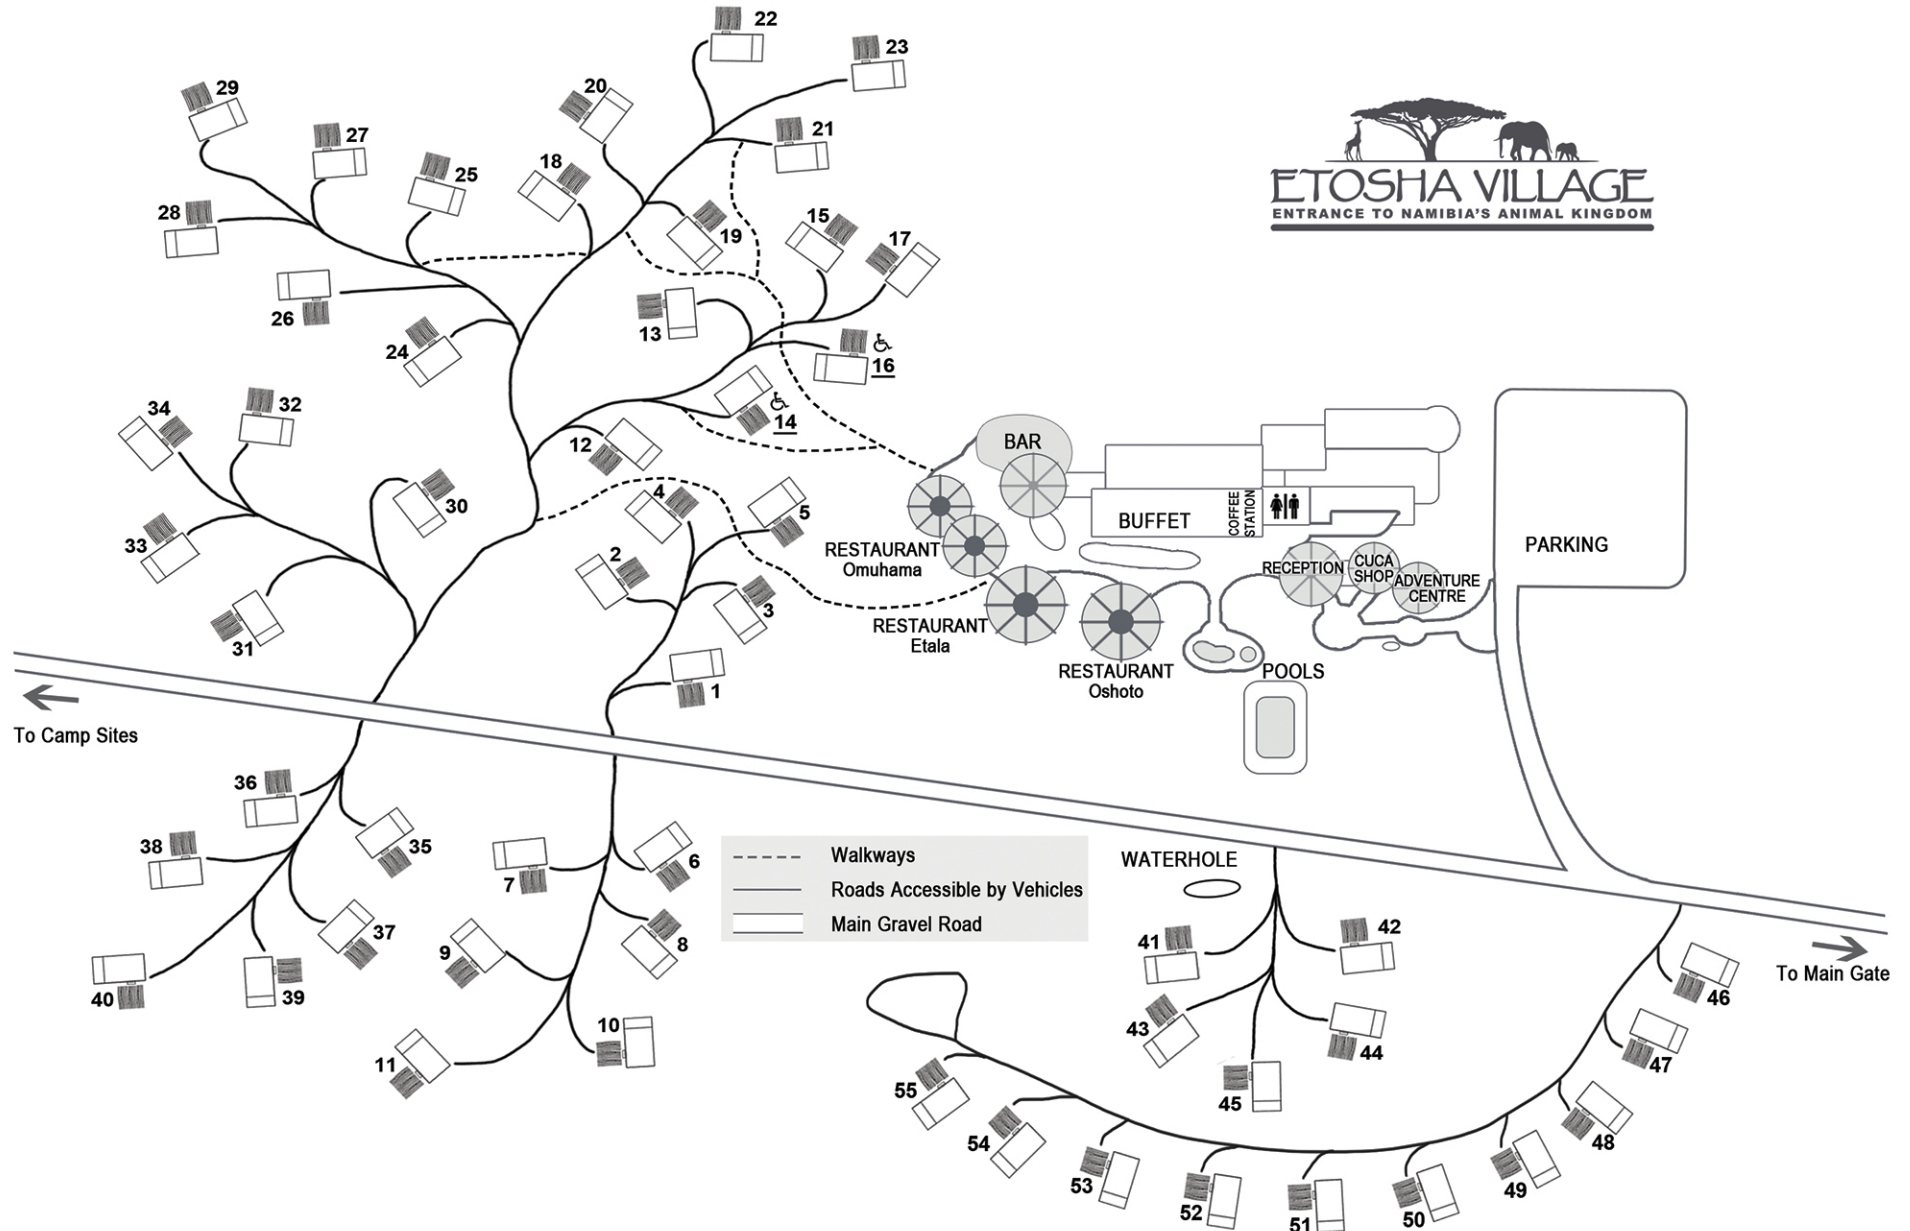 22
23
29
20
27
21
18
25
15
28
19
17
26
13
24
16
14
34
32
12
BAR
30
4
5
BUFFET
COFFEE
STATION
33
2
RESTAURANT
Omuhama
PARKING
RECEPTION
CUCA
SHOP
ADVENTURE
CENTRE
3
31
RESTAURANT
Etala
1
RESTAURANT
Oshoto
POOLS
To Camp Sites
36
38
35
7
6
37
8
9
40
39
10
11
Walkways
Roads Accessible by Vehicles
Main Gravel Road
WATERHOLE
41
42
43
44
45
46
To Main Gate
47
48
49
50
51
52
53
54
55
ETOSHA VILLAGE
ENTRANCE TO NAMIBIA'S ANIMAL KINGDOM